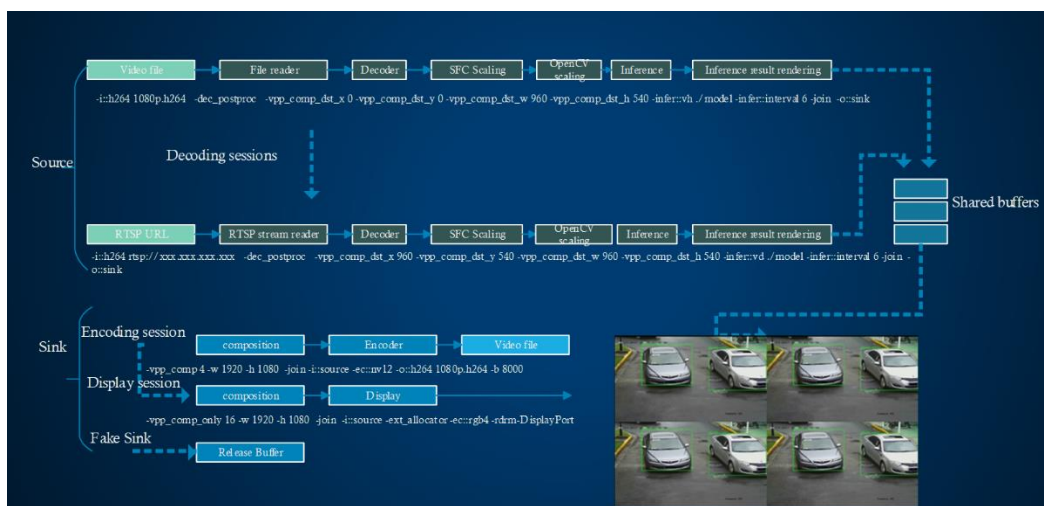 Video file
File reader
Decoder
SFC Scaling
OpenCV
scaling
Inference
Inference result rendering
-i::h264 1080p.h264 -dec_postproc -vpp_comp_dst_x 0 -vpp_comp_dst_y 0 -vpp_comp_dst_w 960 -vpp_comp_dst_h 540 -infer::vh ./model -infer::interval 6 -join -o::sink
Source
Decoding sessions
Shared buffers
RTSP URL
RTSP stream reader
Decoder
SFC Scaling
OpenCV
scaling
Inference
Inference result rendering
-i::h264 rtsp://xxx.xxx.xxx.xxx -dec_postproc -vpp_comp_dst_x 960 -vpp_comp_dst_y 540 -vpp_comp_dst_w 960 -vpp_comp_dst_h 540 -infer::vd ./model -infer::interval 6 -join -
o::sink
Sink
Encoding session
composition
Encoder
Video file
-vpp_comp 4 -w 1920 -h 1080 -join -i::source -ec::nv12 -o::h264 1080p.h264 -b 8000
Display session
composition
Display
-vpp_comp_only 16 -w 1920 -h 1080 -join -i::source -ext_allocator -ec::rgb4 -rdrm-DisplayPort
Fake Sink
Release Buffer